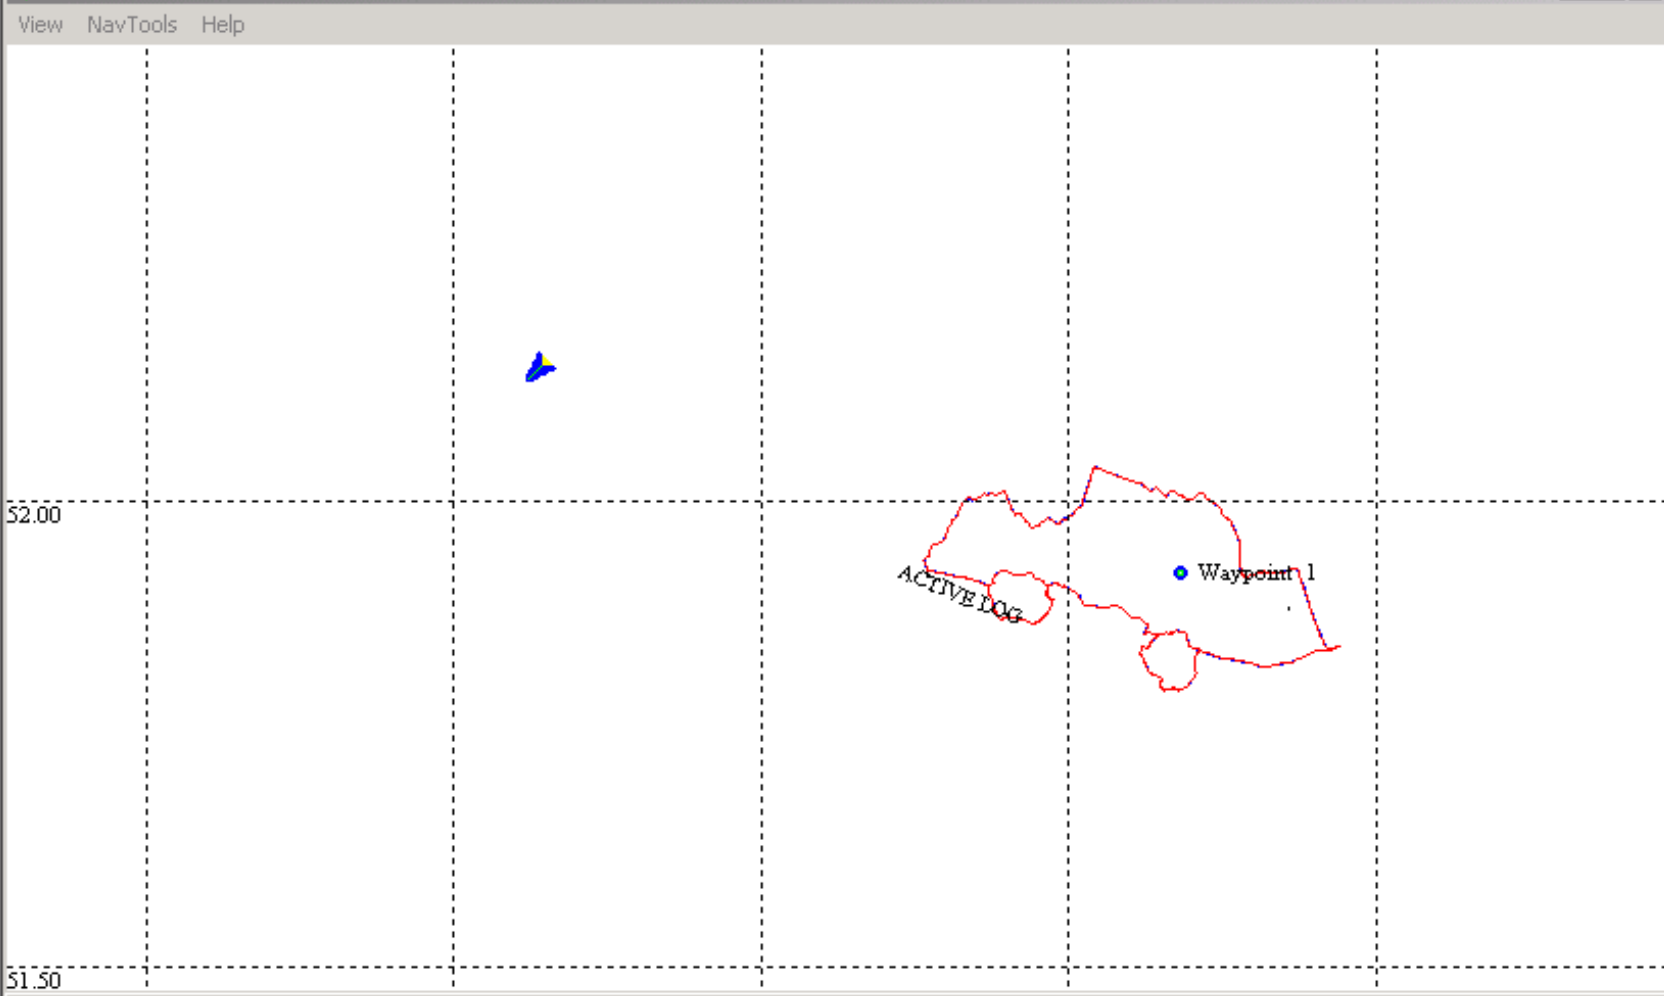 View NavTools Help
52.00
Waypoint 1
ACTIVE LOG
51.50